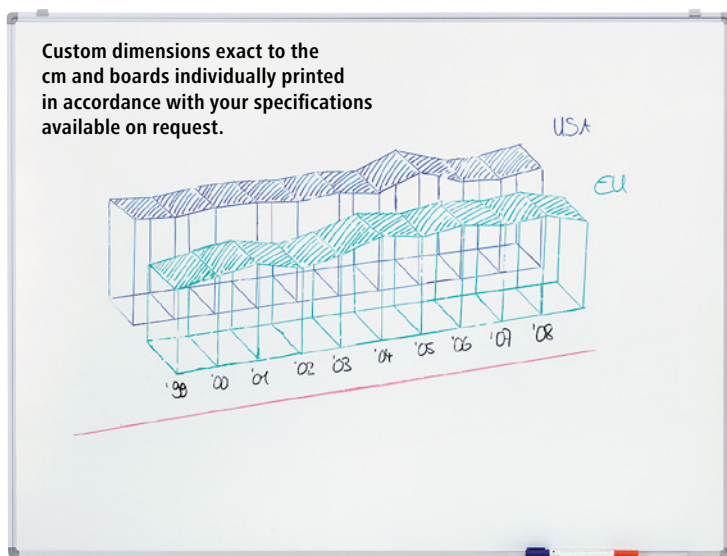 Custom dimensions exact to the
cm and boards individually printed
in accordance with your specifications
available on request.
USA
EU
'99 '00 '01 '02 '03 '04 '05 '06 '07 '08